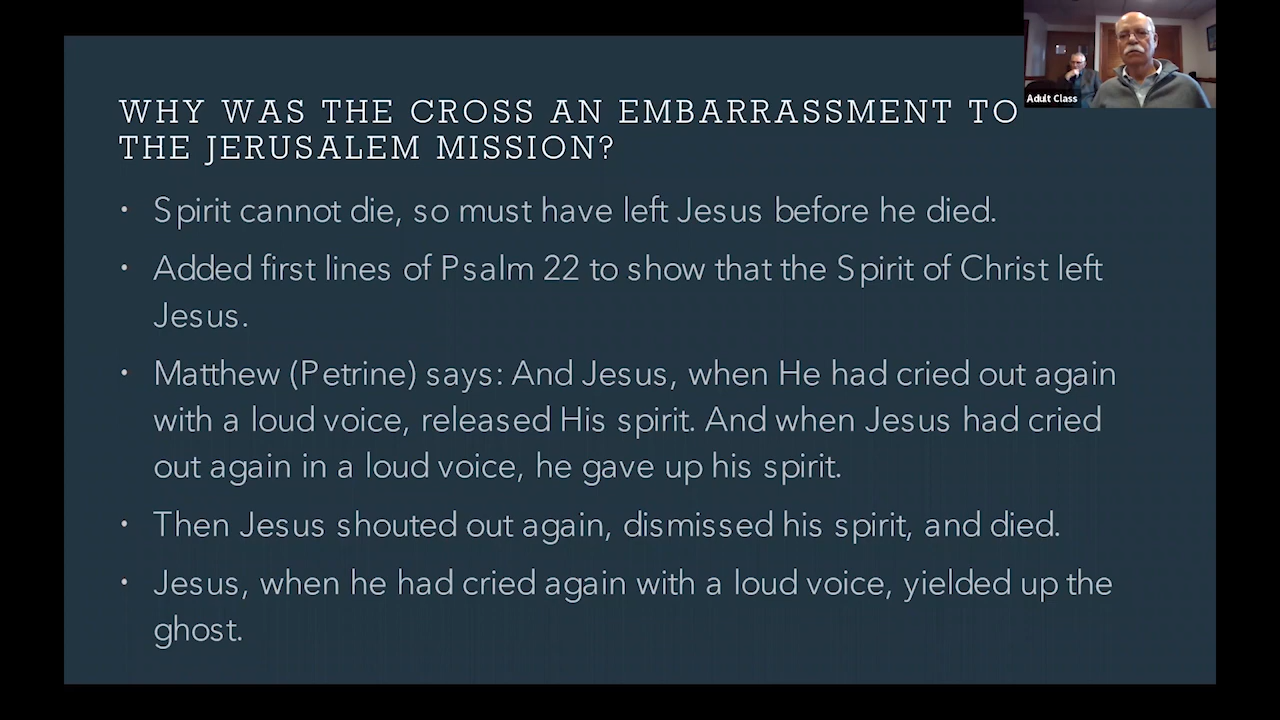 Adult Class
WHY WAS THE CROSS AN EMBARRASSMENT TO
THE JERUSALEM MISSION?
• Spirit cannot die, so must have left Jesus before he died.
• Added first lines of Psalm 22 to show that the Spirit of Christ left
Jesus.
• Matthew (Petrine) says: And Jesus, when He had cried out again
with a loud voice, released His spirit. And when Jesus had cried
out again in a loud voice, he gave up his spirit.
• Then Jesus shouted out again, dismissed his spirit, and died.
• Jesus, when he had cried again with a loud voice, yielded up the
ghost.